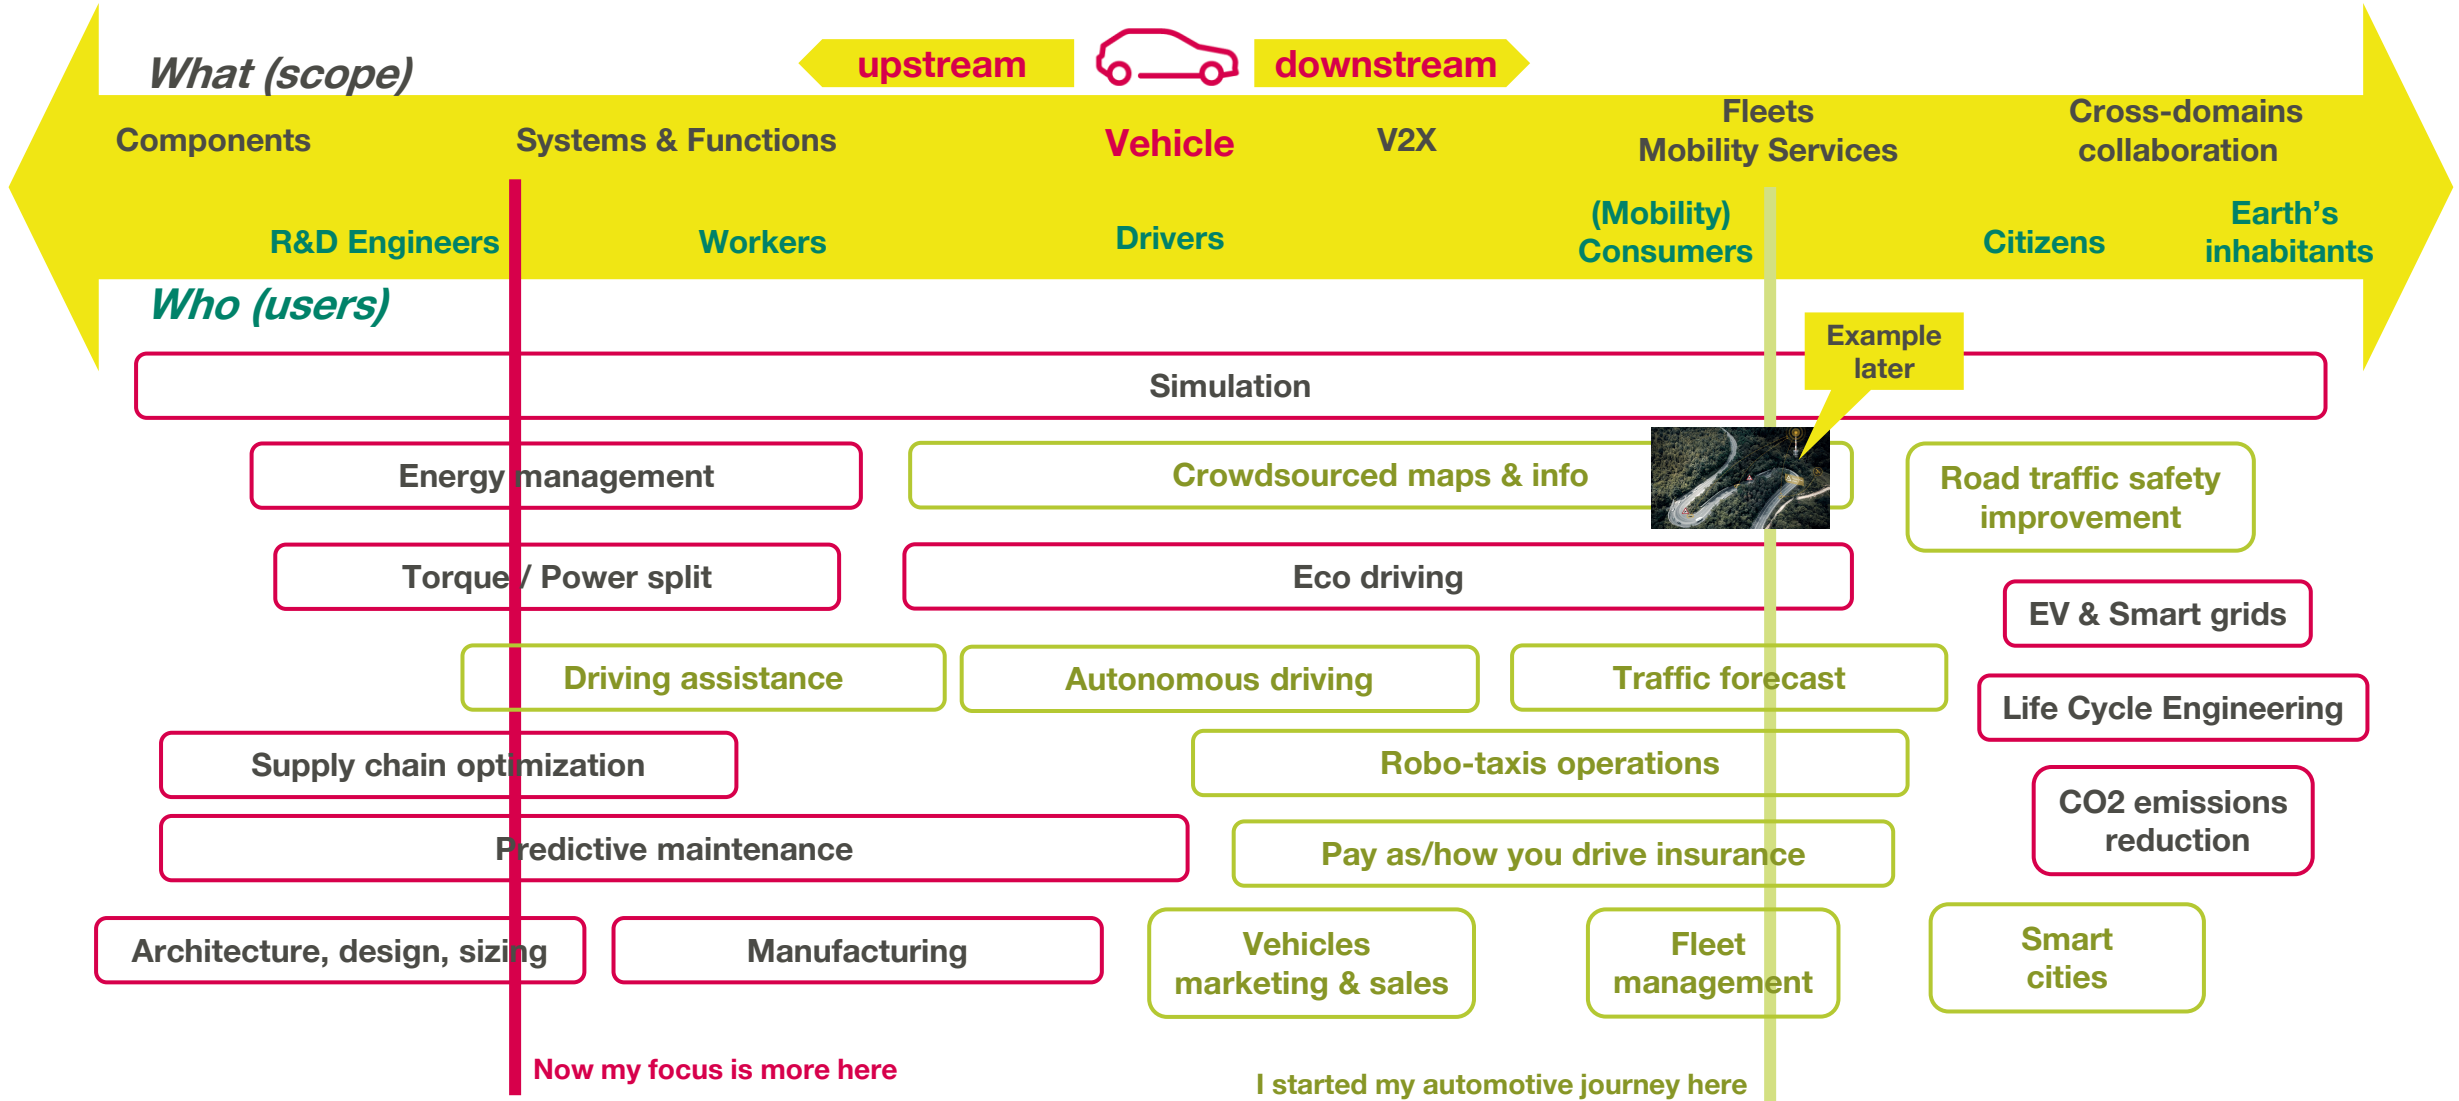 What (scope)
upstream
downstream
Components
Systems & Functions
Vehicle
V2X
Fleets
Mobility Services
Cross-domains
collaboration
R&D Engineers
Workers
Drivers
(Mobility)
Consumers
Citizens
Earth's
inhabitants
Who (users)
Example
later
Simulation
Energy management
Crowdsourced maps & info
Road traffic safety
improvement
Torque / Power split
Eco driving
EV & Smart grids
Driving assistance
Autonomous driving
Traffic forecast
Life Cycle Engineering
Supply chain optimization
Robo-taxis operations
CO2 emissions
reduction
Predictive maintenance
Pay as/how you drive insurance
Architecture, design, sizing
Manufacturing
Vehicles
marketing & sales
Fleet
management
Smart
cities
Now my focus is more here
I started my automotive journey here